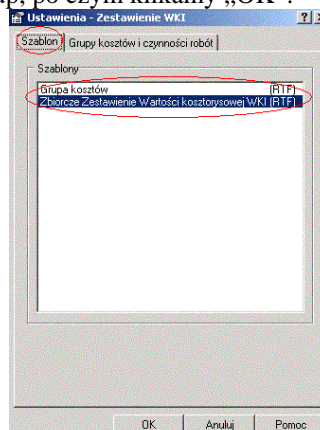 p, po czym klikamy „OK”.
Ustawienia - Zestawienie WKI
Szablon Grupy kosztów i czynności robót
Szablony
Grupa kosztów (RTF)
Zbiorcze Zestawienie Wartości kosztorysowej WKI (RTF)
OK Anuluj Pomoc